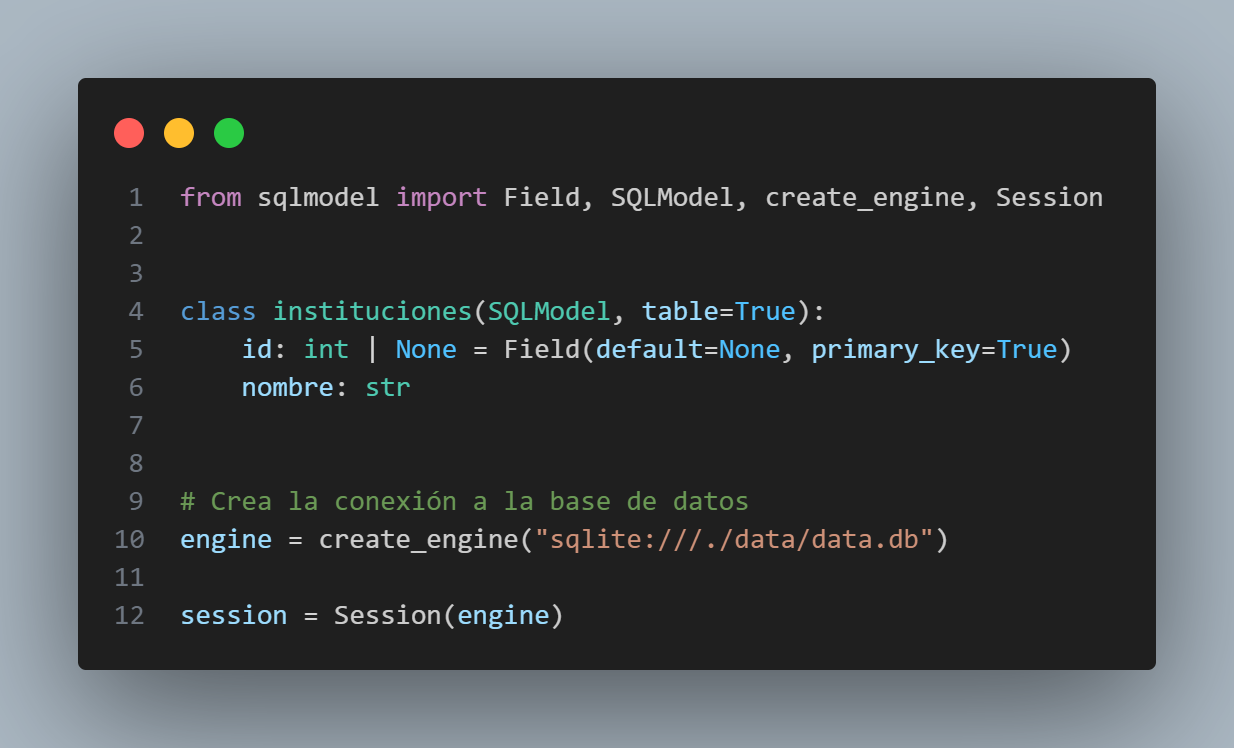 1 from sqlmodel import Field, SQLModel, create_engine, Session
2
3
4 class instituciones(SQLModel, table=True):
5     id: int | None = Field(default=None, primary_key=True)
6     nombre: str
7
8
9 # Crea la conexión a la base de datos
10 engine = create_engine("sqlite:///./data/data.db")
11
12 session = Session(engine)